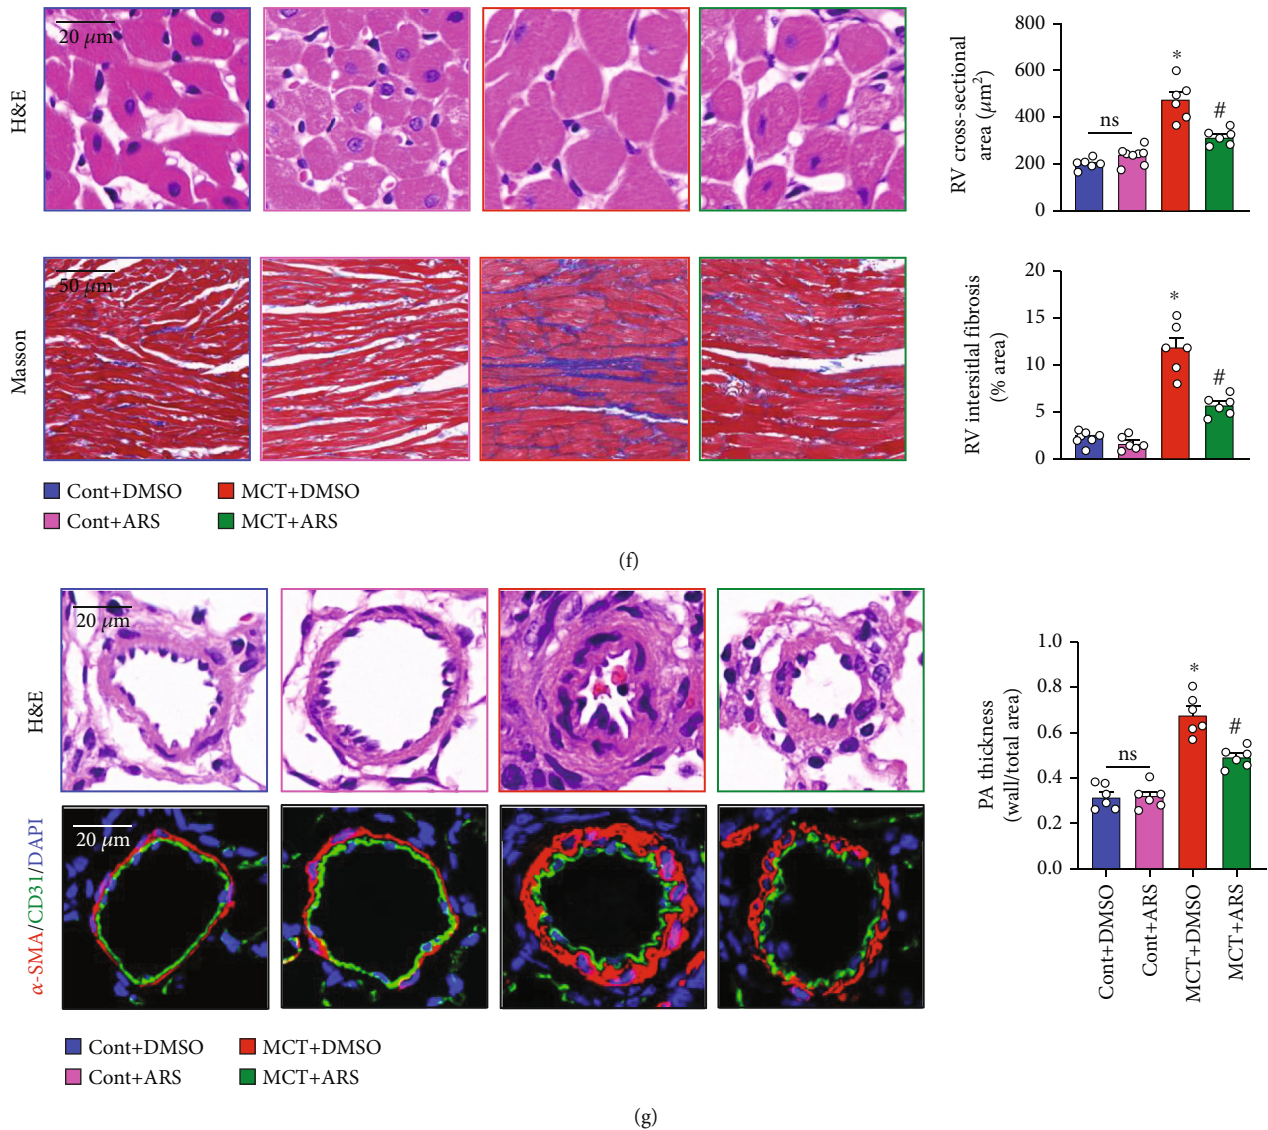 H&E
20 μm
RV cross-sectional
area (μm²)
800
600
400
200
0
ns
*
#
Masson
50 μm
RV intersitlal fibrosis
(% area)
20
15
10
5
0
*
#
Cont+DMSO
MCT+DMSO
Cont+ARS
MCT+ARS
(f)
H&E
20 μm
α-SMA/CD31/DAPI
20 μm
PA thickness
(wall/total area)
1.0
0.8
0.6
0.4
0.2
0.0
ns
*
#
Cont+DMSO
Cont+ARS
MCT+DMSO
MCT+ARS
Cont+DMSO
MCT+DMSO
Cont+ARS
MCT+ARS
(g)